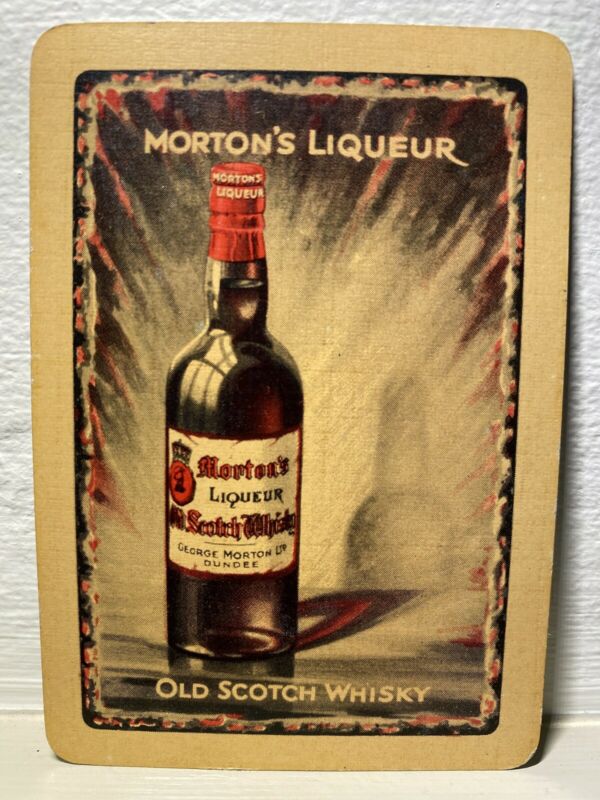 MORTON'S LIQUEUR
MORTON'S
LIQUEUR
Morton's
LIQUEUR
Old Scotch Whisky
GEORGE MORTON LTD
DUNDEE
OLD SCOTCH WHISKY